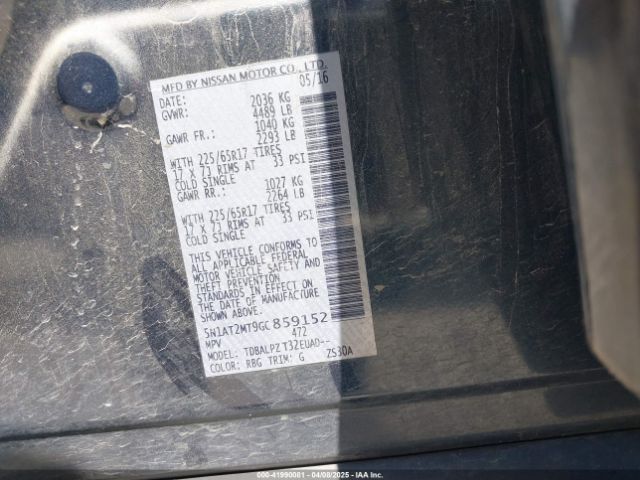 MFD BY NISSAN MOTOR CO., LTD.
DATE: 05/16
GVWR: 2036 KG
4489 LB
GAWR FR.: 1040 KG
2293 LB
WITH 225/65R17 TIRES
17 X 7J RIMS AT 33 PSI
COLD SINGLE
GAWR RR.: 1027 KG
2264 LB
WITH 225/65R17 TIRES
17 X 7J RIMS AT 33 PSI
COLD SINGLE
THIS VEHICLE CONFORMS TO
ALL APPLICABLE FEDERAL
MOTOR VEHICLE SAFETY AND
THEFT PREVENTION
STANDARDS IN EFFECT ON
THE DATE OF MANUFACTURE
SHOWN ABOVE.
5N1AT2MT9GC859152
MPV 472
MODEL: TDBALPZ T32EUAD--
COLOR: RBG TRIM: G ZS30A
000-41990081 - 04/08/2025 - IAA Inc.